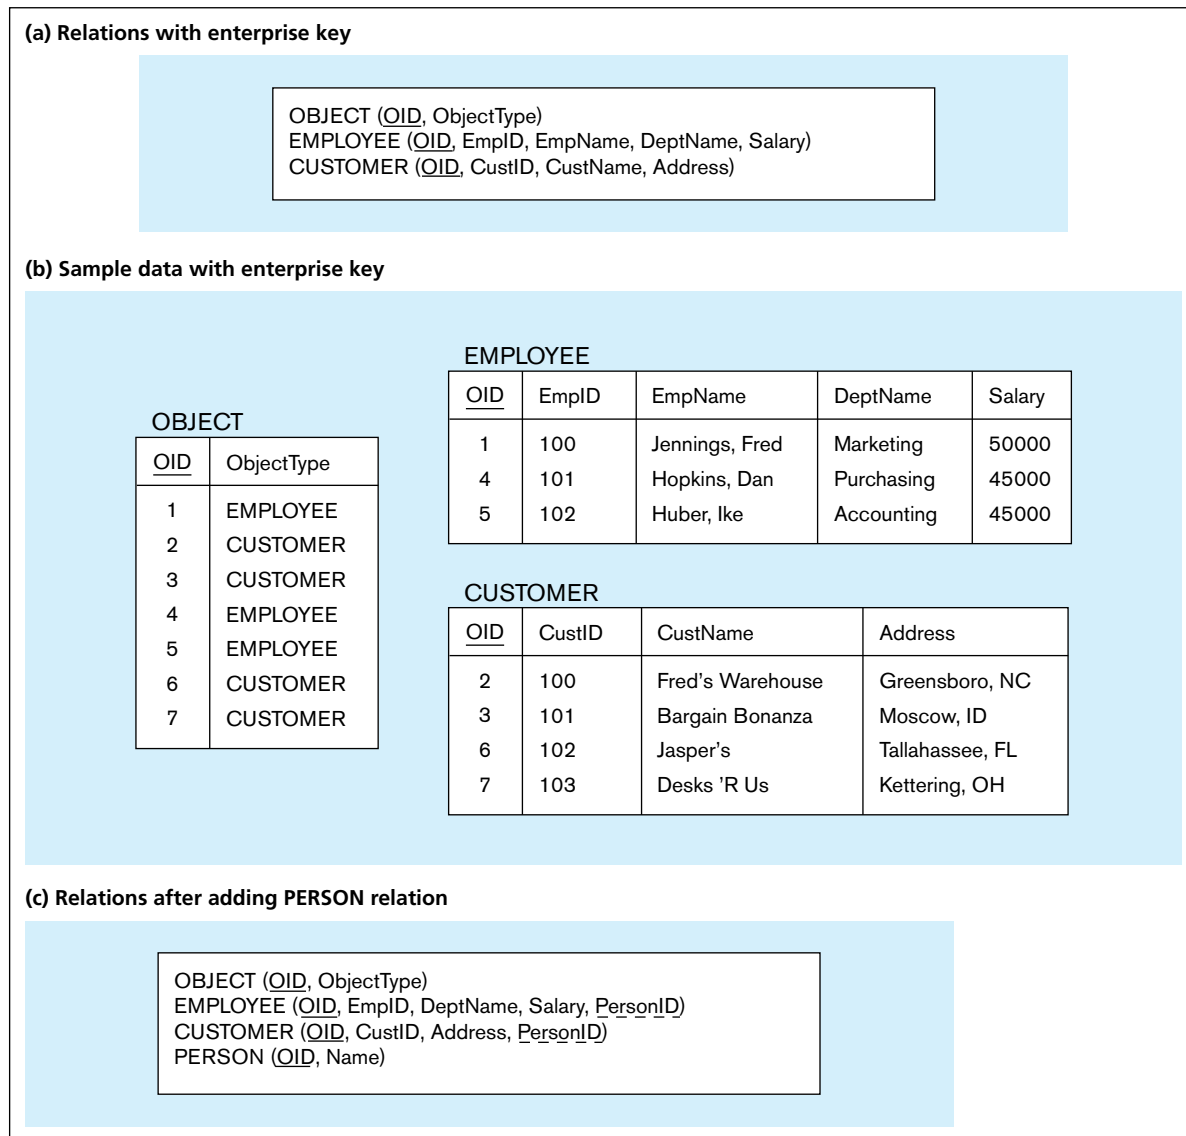 (a) Relations with enterprise key
OBJECT (OID, ObjectType)
EMPLOYEE (OID, EmpID, EmpName, DeptName, Salary)
CUSTOMER (OID, CustID, CustName, Address)
(b) Sample data with enterprise key
OBJECT
OID ObjectType
1 EMPLOYEE
2 CUSTOMER
3 CUSTOMER
4 EMPLOYEE
5 EMPLOYEE
6 CUSTOMER
7 CUSTOMER
EMPLOYEE
OID EmpID EmpName DeptName Salary
1 100 Jennings, Fred Marketing 50000
4 101 Hopkins, Dan Purchasing 45000
5 102 Huber, Ike Accounting 45000
CUSTOMER
OID CustID CustName Address
2 100 Fred's Warehouse Greensboro, NC
3 101 Bargain Bonanza Moscow, ID
6 102 Jasper's Tallahassee, FL
7 103 Desks 'R Us Kettering, OH
(c) Relations after adding PERSON relation
OBJECT (OID, ObjectType)
EMPLOYEE (OID, EmpID, DeptName, Salary, PersonID)
CUSTOMER (OID, CustID, Address, PersonID)
PERSON (OID, Name)